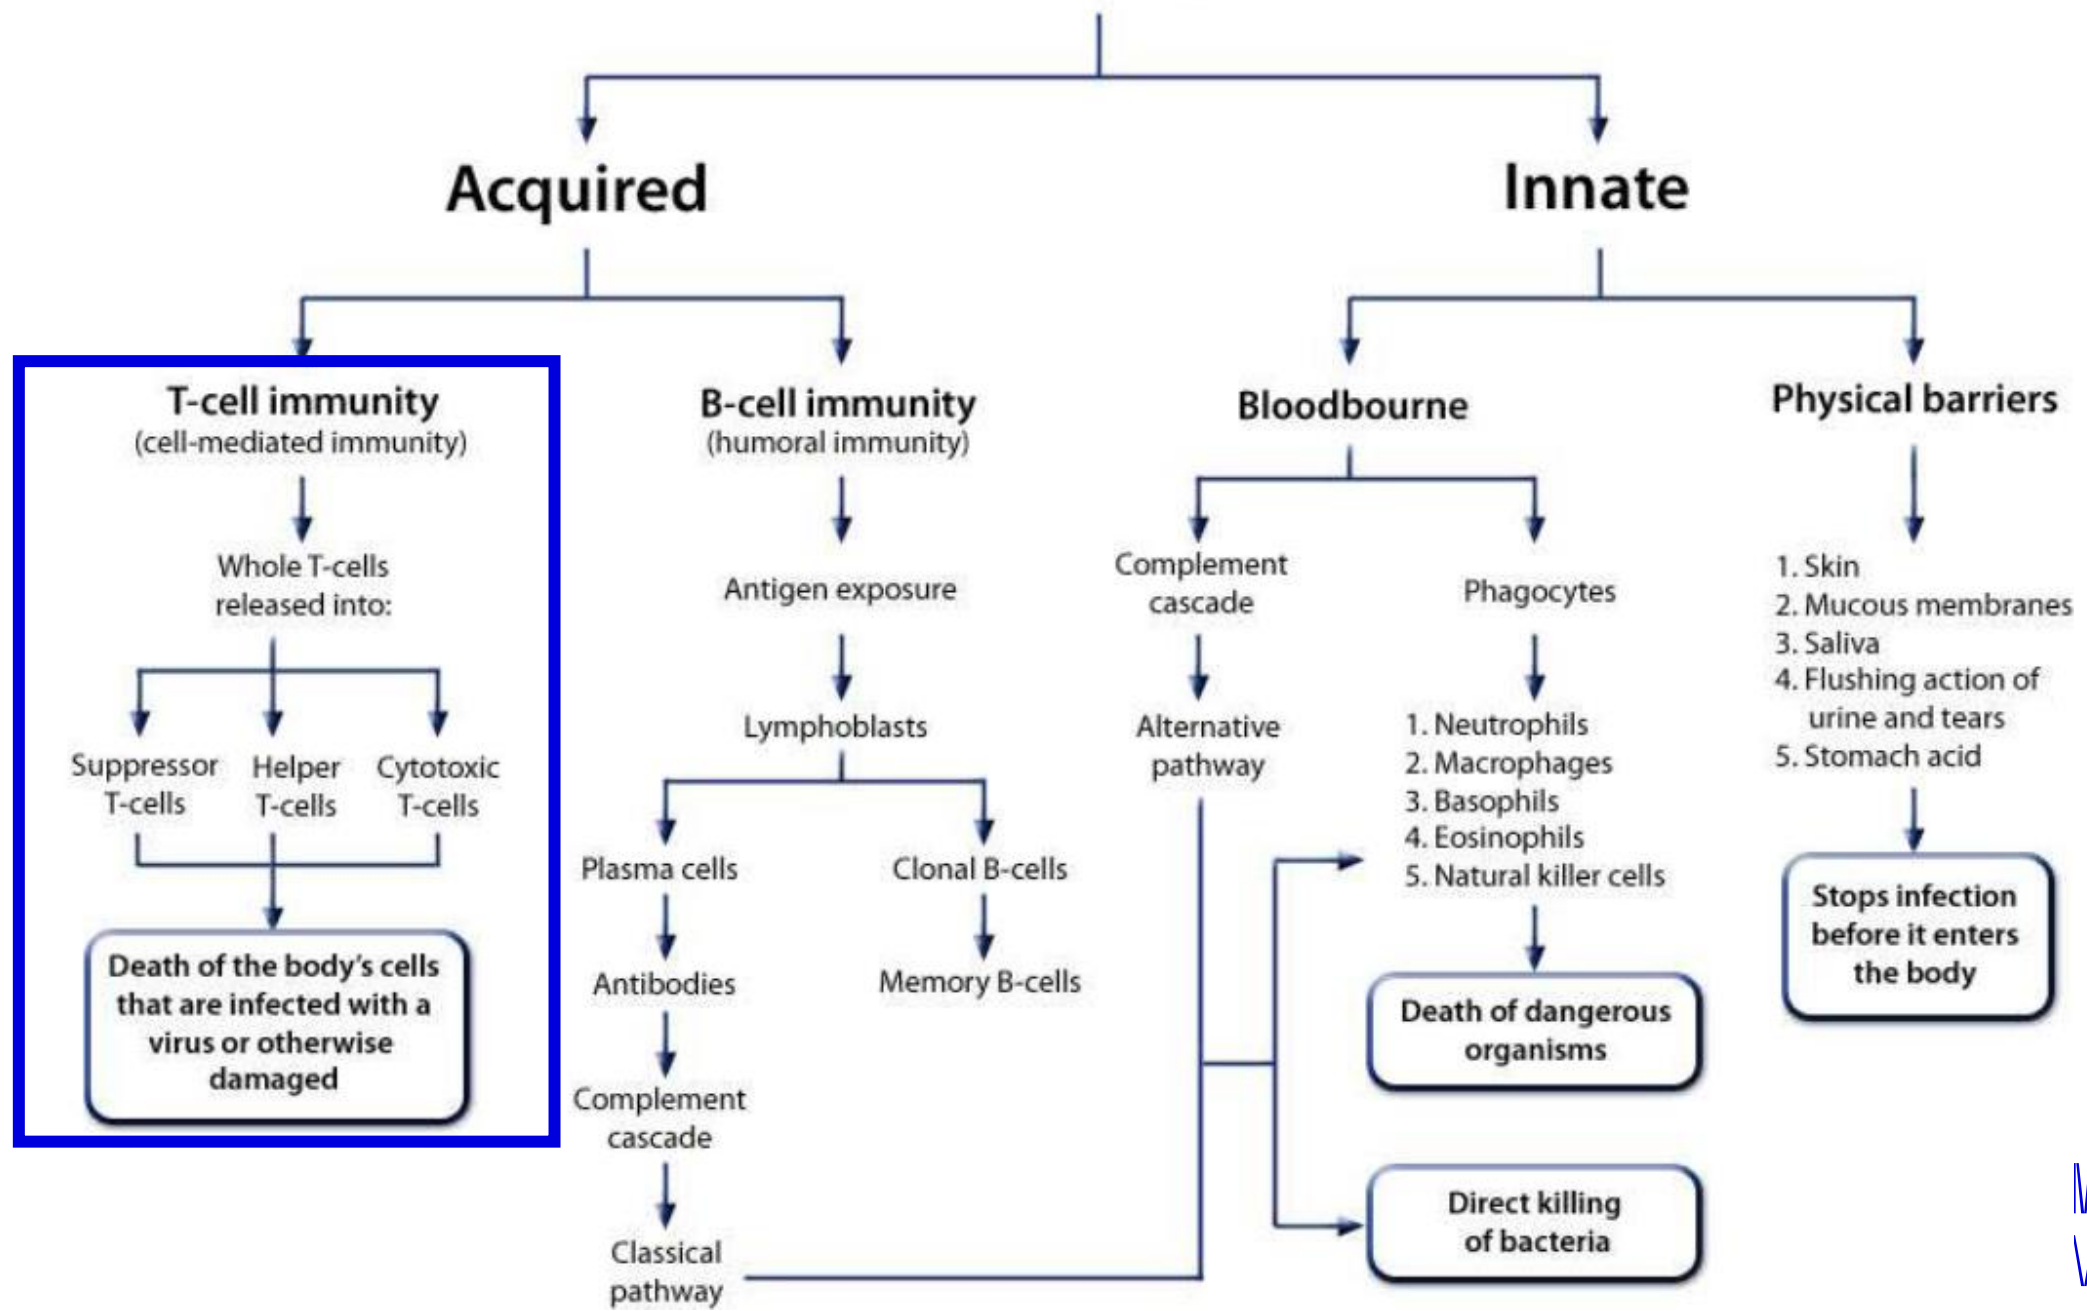 Acquired
Innate
T-cell immunity
(cell-mediated immunity)
Whole T-cells
released into:
Suppressor
T-cells
Helper
T-cells
Cytotoxic
T-cells
Death of the body's cells
that are infected with a
virus or otherwise
damaged
B-cell immunity
(humoral immunity)
Antigen exposure
Lymphoblasts
Plasma cells
Antibodies
Complement
cascade
Classical
pathway
Clonal B-cells
Memory B-cells
Bloodbourne
Complement
cascade
Alternative
pathway
Phagocytes
1. Neutrophils
2. Macrophages
3. Basophils
4. Eosinophils
5. Natural killer cells
Death of dangerous
organisms
Direct killing
of bacteria
Physical barriers
1. Skin
2. Mucous membranes
3. Saliva
4. Flushing action of
urine and tears
5. Stomach acid
Stops infection
before it enters
the body